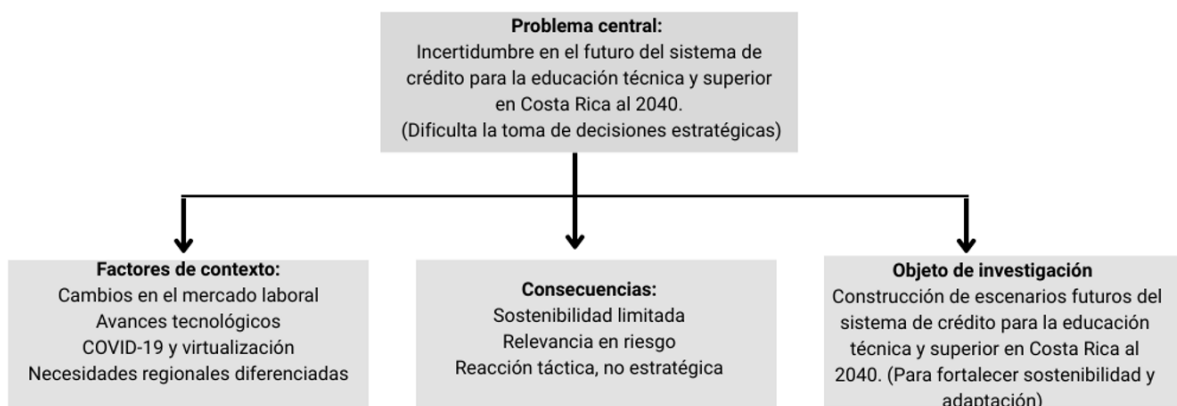 Problema central:
Incertidumbre en el futuro del sistema de
crédito para la educación técnica y superior
en Costa Rica al 2040.
(Dificulta la toma de decisiones estratégicas)
Factores de contexto:
Cambios en el mercado laboral
Avances tecnológicos
COVID-19 y virtualización
Necesidades regionales diferenciadas
Consecuencias:
Sostenibilidad limitada
Relevancia en riesgo
Reacción táctica, no estratégica
Objeto de investigación
Construcción de escenarios futuros del
sistema de crédito para la educación
técnica y superior en Costa Rica al
2040. (Para fortalecer sostenibilidad y
adaptación)